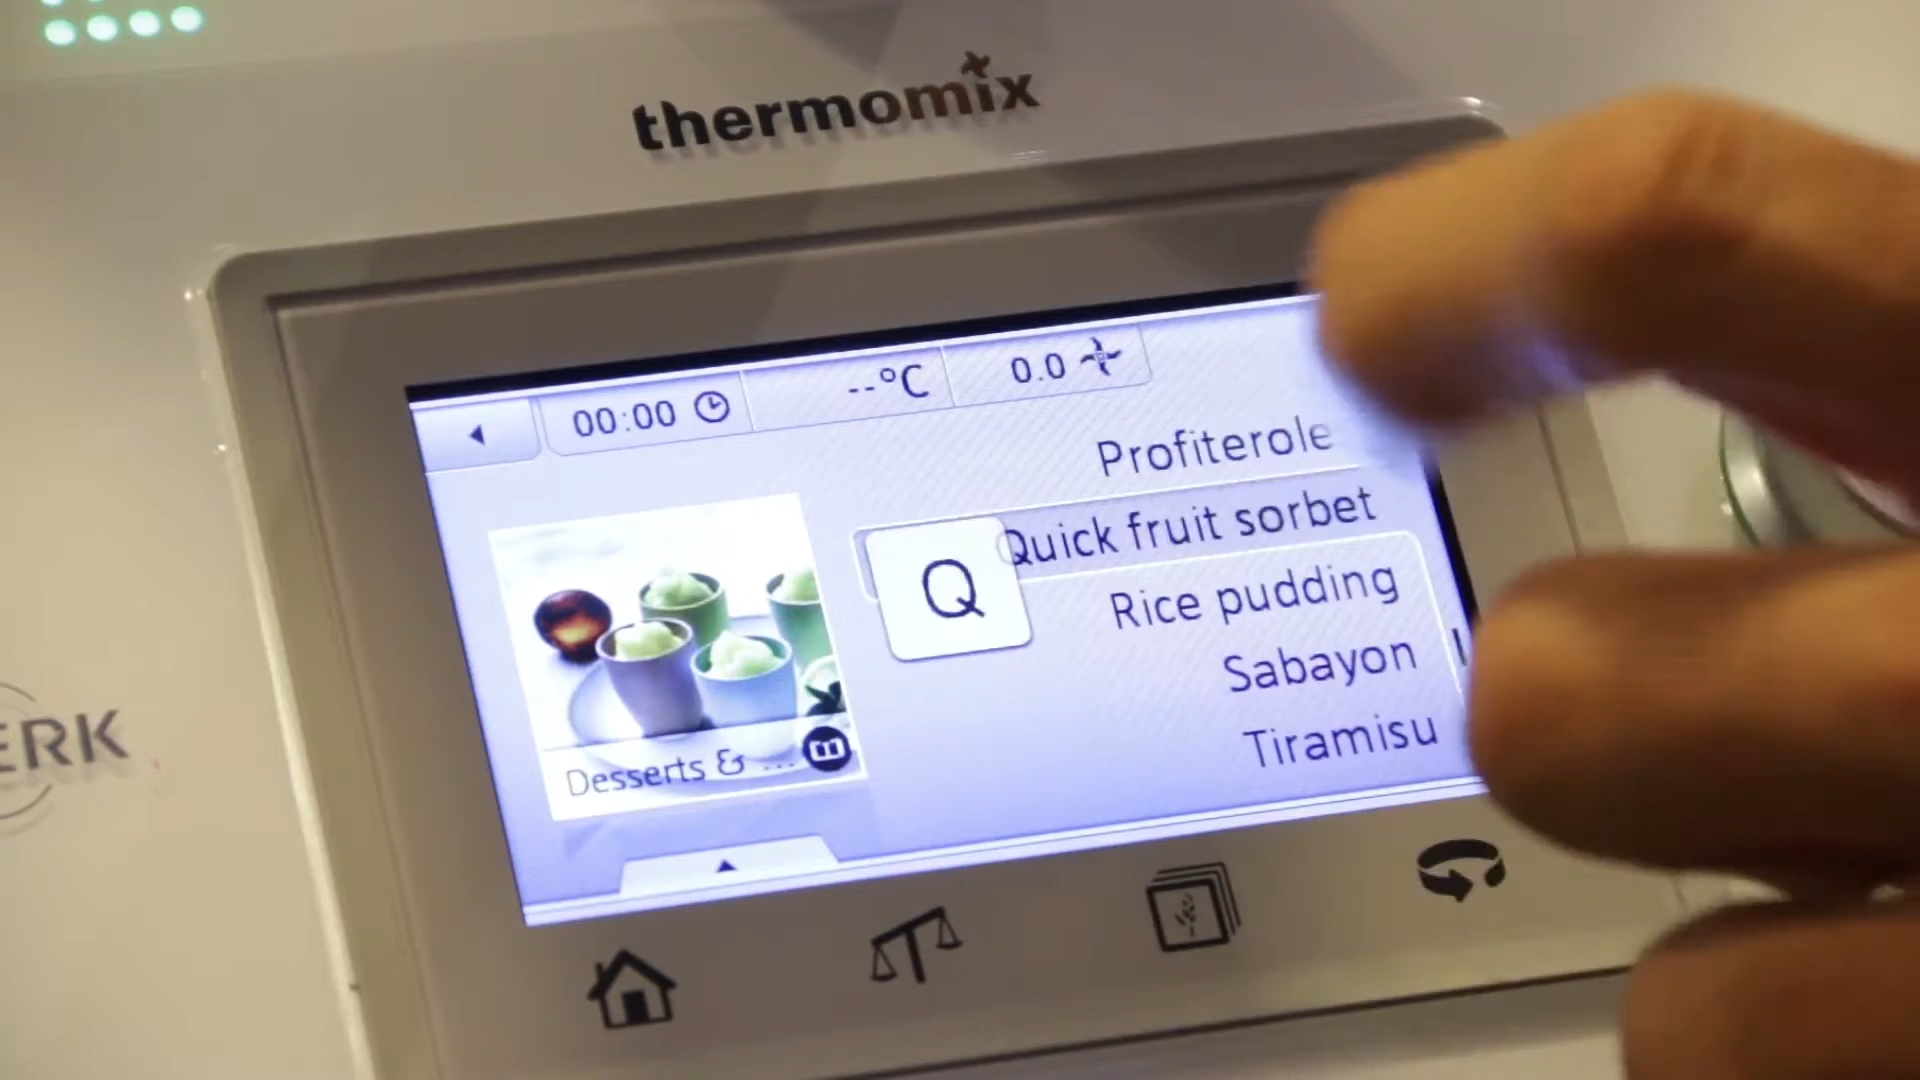 thermomix
00:00 --°C 0.0
Profiterole
Quick fruit sorbet
Q
Rice pudding
Sabayon
Tiramisu
Desserts & ...
ERK